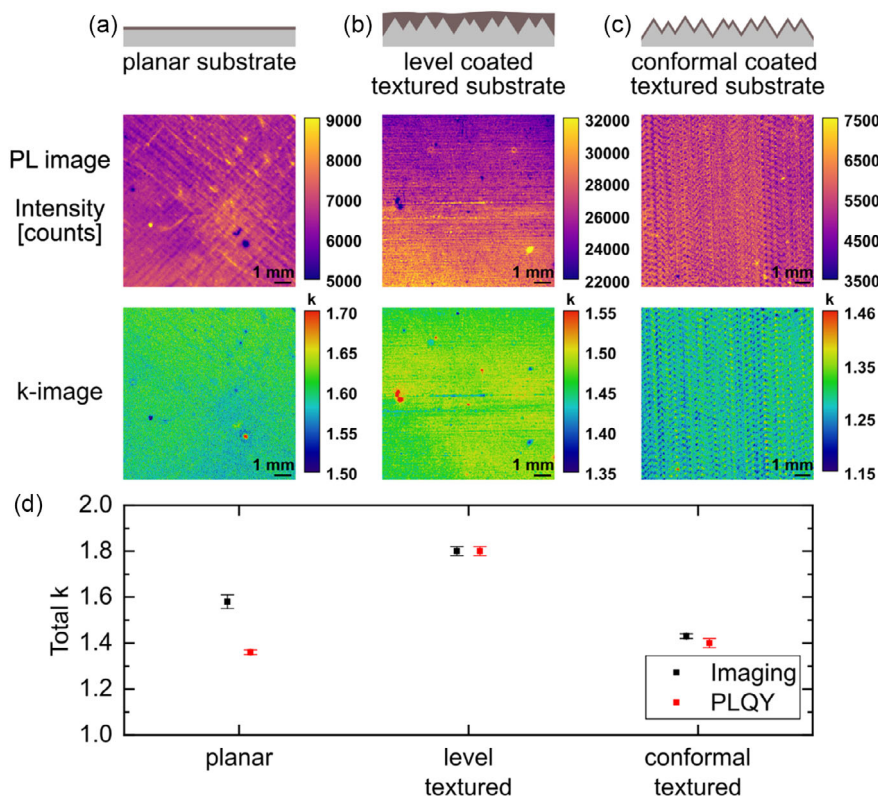 (a)
(b)
(c)
planar substrate
level coated
textured substrate
conformal coated
textured substrate
PL image
Intensity
[counts]
9000
8000
7000
6000
5000
1 mm
32000
30000
28000
26000
24000
22000
1 mm
7500
6500
5500
4500
3500
1 mm
k-image
k
1.70
1.65
1.60
1.55
1.50
1 mm
k
1.55
1.50
1.45
1.40
1.35
1 mm
k
1.46
1.35
1.25
1.15
1 mm
(d)
Total k
2.0
1.8
1.6
1.4
1.2
1.0
Imaging
PLQY
planar
level
textured
conformal
textured